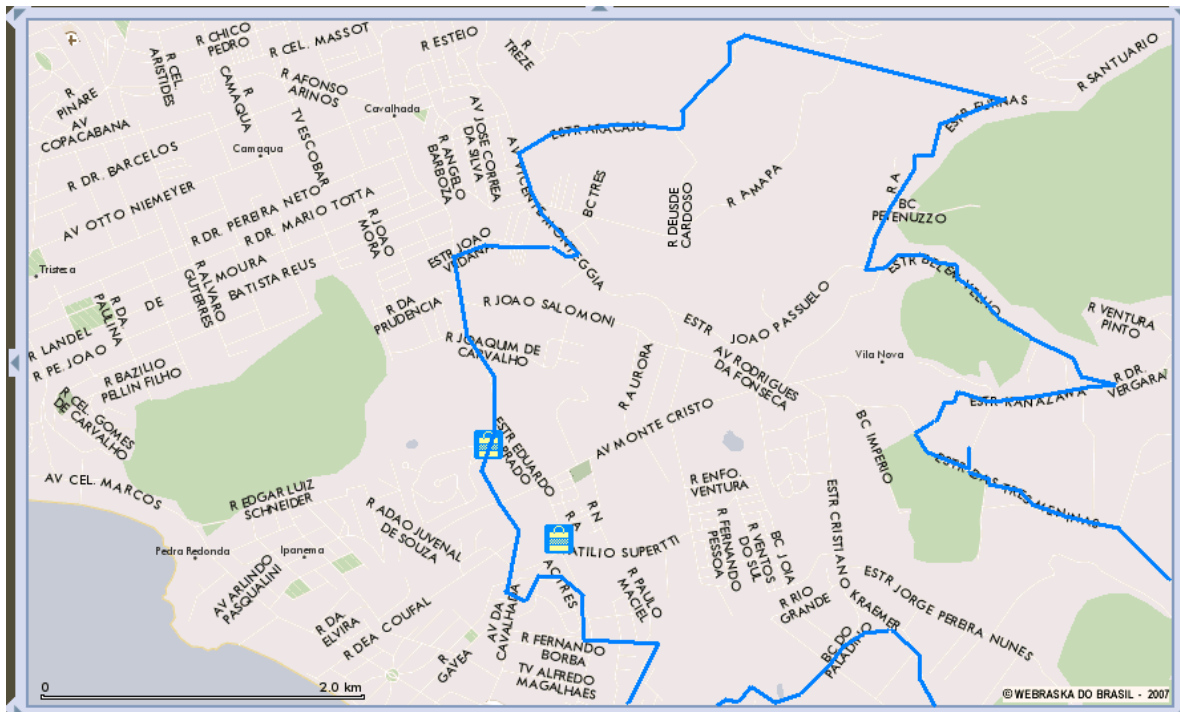 R CHICO
PEDRO
R CEL. MASSOT
R ESTEIO
R
TREZE
R SANTUARIO
R CEL.
ARISTIDES
R
CAMAQUA
R AFONSO
ARINOS
Cavalhada
R
PINARE
AV
COPACABANA
TV ESCOBAR
AV JOSE CORREA
DA SILVA
ESTR ARACAJU
ESTR FURNAS
R DR. BARCELOS
Camaqua
R ANGELO
BARBOZA
AV VICENTE MONTEGGIA
BC TRES
R DEUSDE
CARDOSO
R AMAPA
R A
BC
PETENUZZO
AV OTTO NIEMEYER
R DR. PEREIRA NETO
R DR. MARIO TOTTA
R JOAO
MORA
ESTR JOAO
VEDANA
Tristeza
R ALVARO
GUTERRES
MOURA
BATISTA REUS
DE
R DA
PAULINA
R DA
PRUDENCIA
R JOAO SALOMONI
ESTR
JOAO PASSUELO
ESTR BELEM VELHO
R VENTURA
PINTO
R LANDEL
R PE. JOAO
R BAZILIO
PELLIN FILHO
R JOAQUIM DE
CARVALHO
R AURORA
AV RODRIGUES
DA FONSECA
Vila Nova
R DR.
VERGARA
ESTR KANAZAWA
R CEL. GOMES
DE CARVALHO
AV MONTE CRISTO
BC IMPERIO
ESTR EDUARDO
PRADO
ESTR DAS TRES MENINAS
AV CEL. MARCOS
R EDGAR LUIZ
SCHNEIDER
R ADAO JUVENAL
DE SOUZA
R N
R A
R ENFO.
VENTURA
R FERNANDO
PESSOA
R VENTOS
DO SUL
BC JOIA
ESTR CRISTIANO KRAEMER
Pedra Redonda
Ipanema
ATILIO SUPERTTI
AV ARLINDO
PASQUALINI
AC TRES
R PAULO
MACIEL
R RIO
GRANDE
ESTR JORGE PEREIRA NUNES
R DA
ELVIRA
R DEA COUFAL
AV DA
CAVALHADA
R
GAVEA
R FERNANDO
BORBA
TV ALFREDO
MAGALHAES
BC DO
PALADINO
0
2.0 km
© WEBRASKA DO BRASIL - 2007